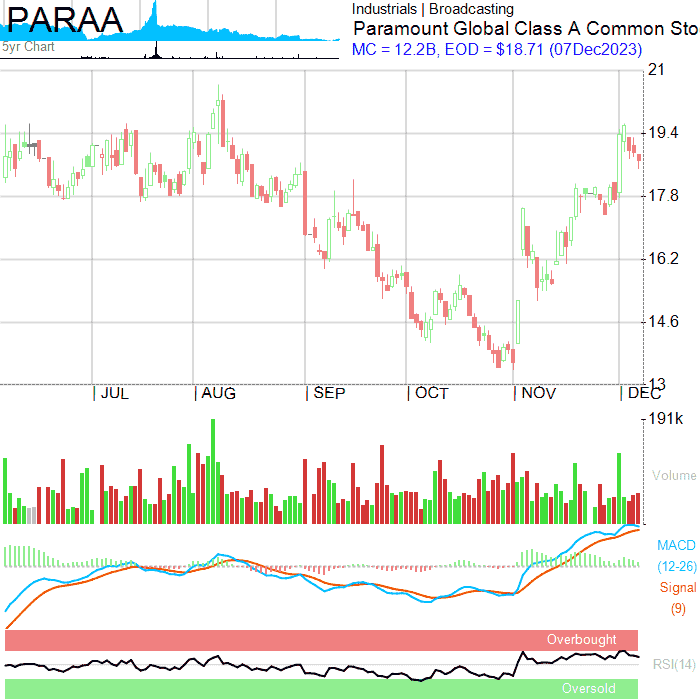 PARAA
5yr Chart
Industrials | Broadcasting
Paramount Global Class A Common Sto
MC = 12.2B, EOD = $18.71 (07Dec2023)
21
19.4
17.8
16.2
14.6
13
JUL AUG SEP OCT NOV DEC
191k
Volume
MACD
(12-26)
Signal
(9)
Overbought
RSI(14)
Oversold